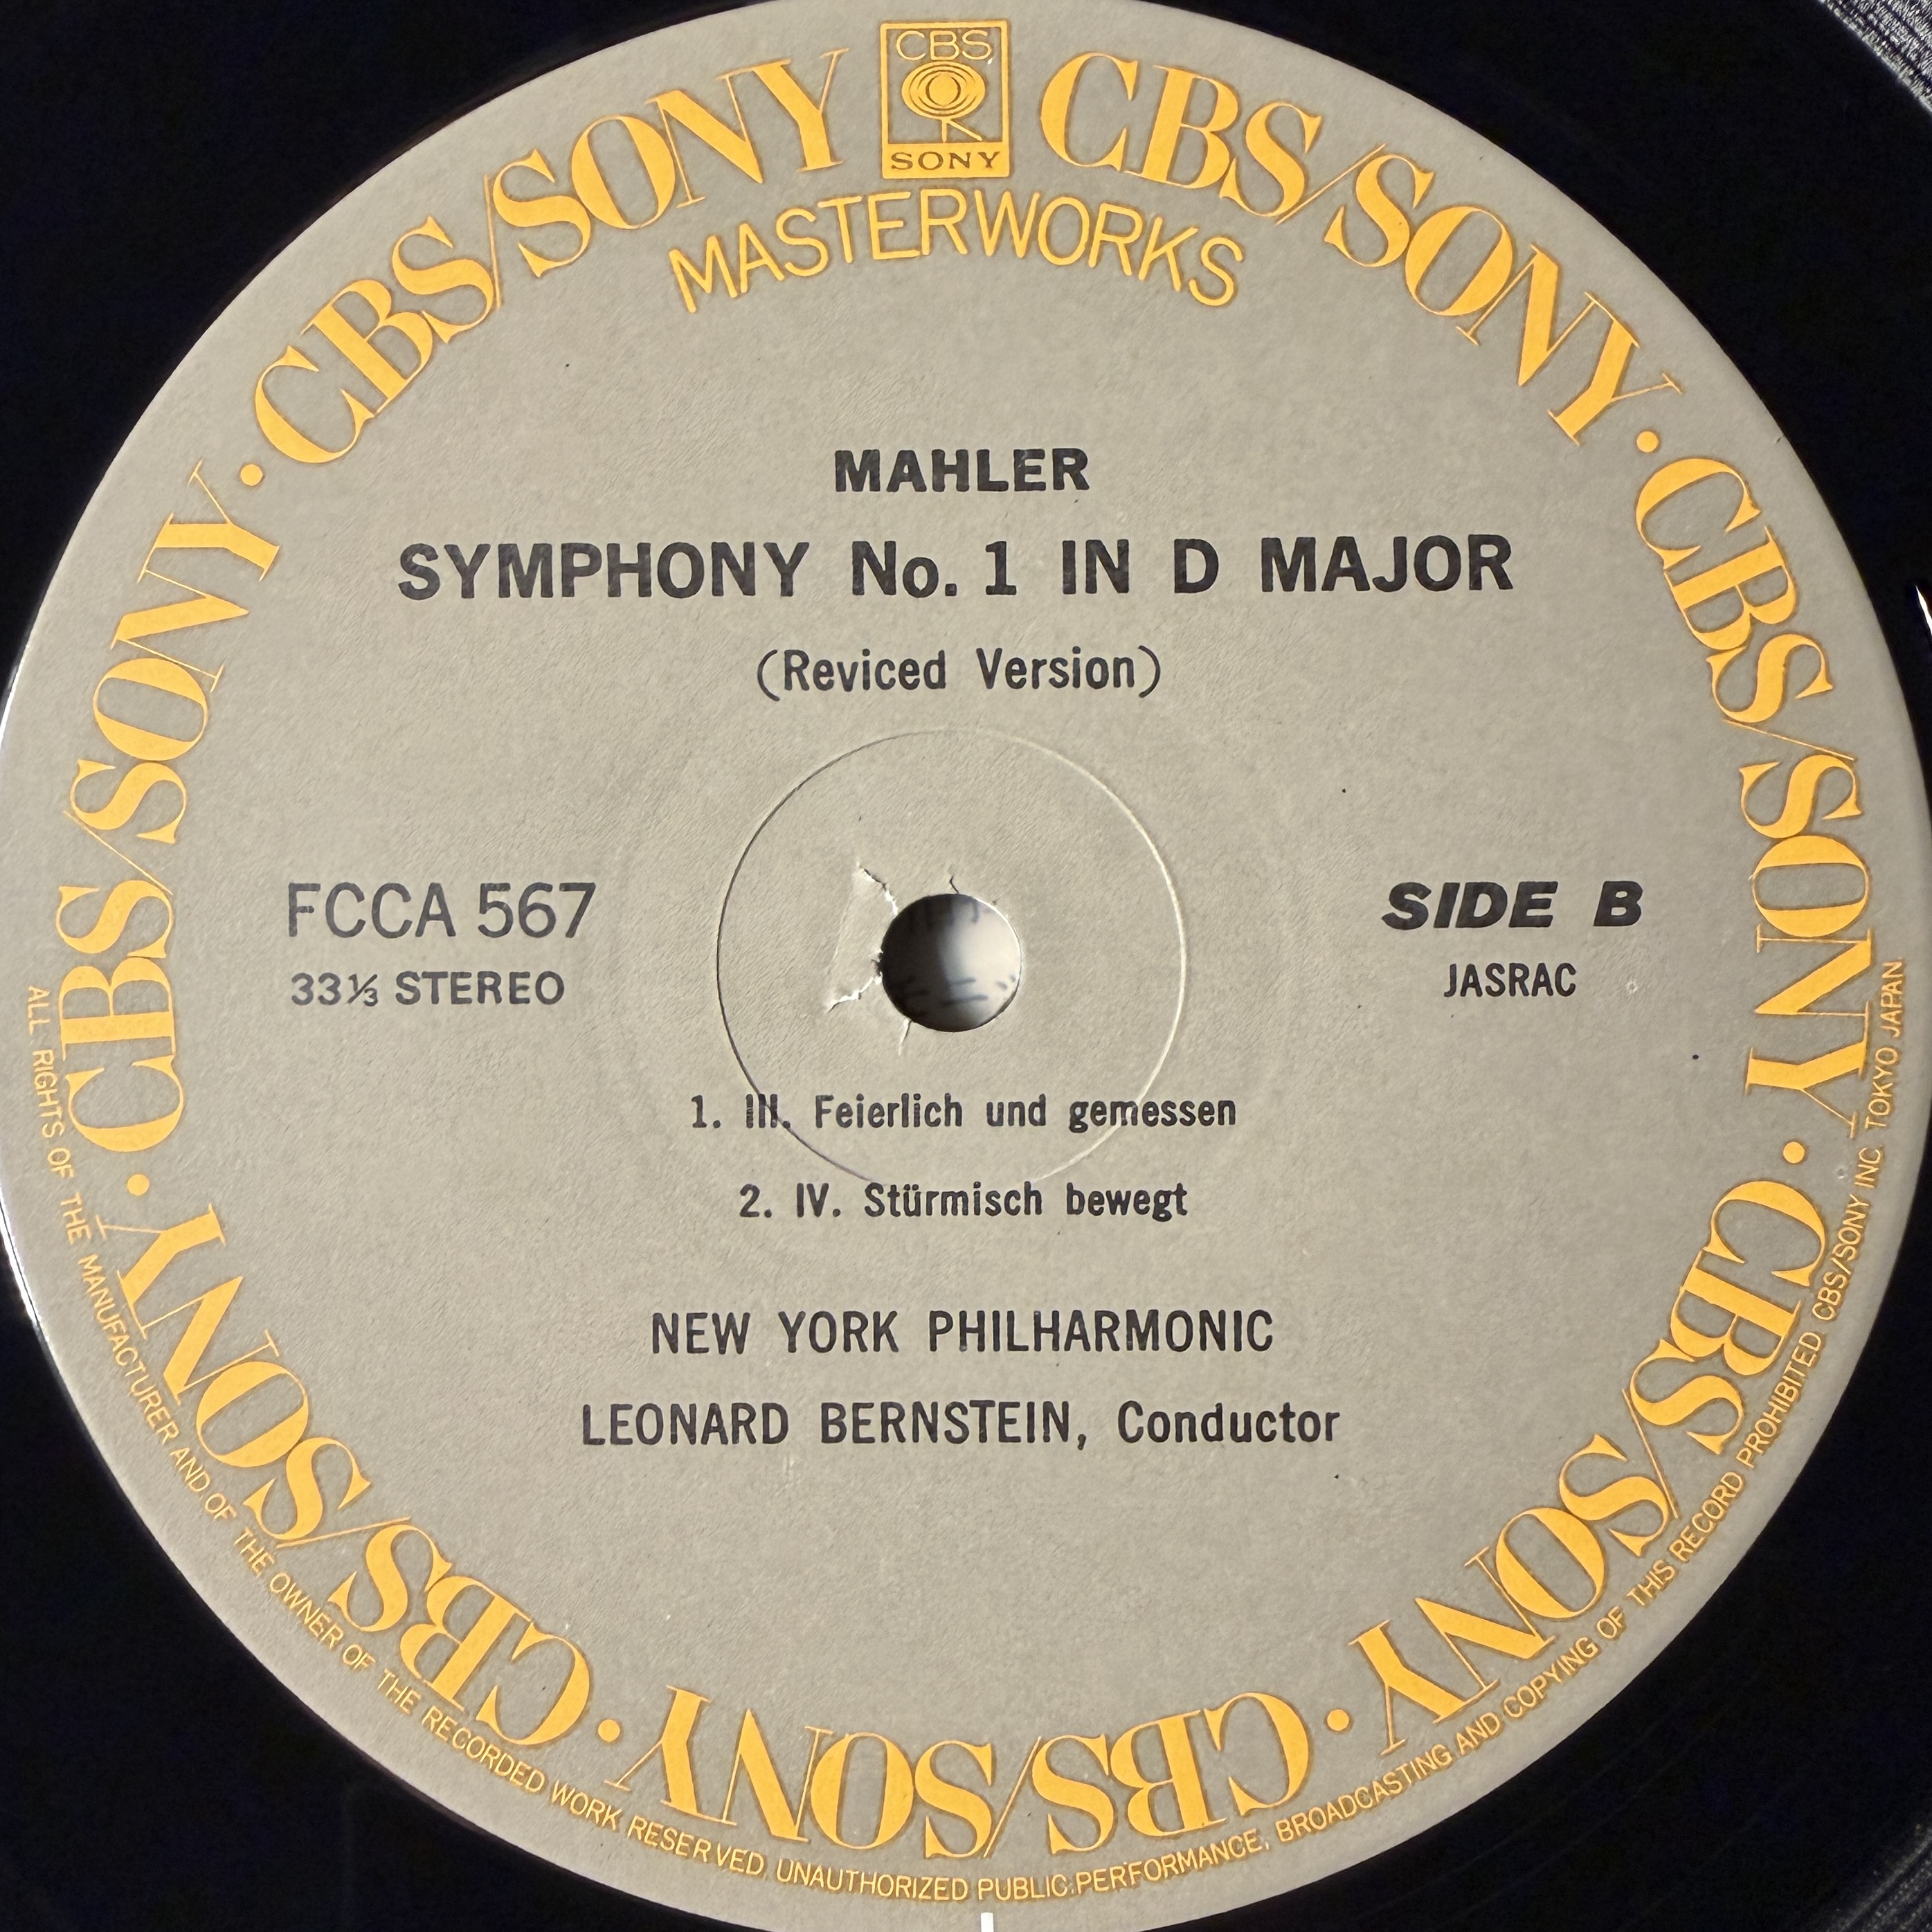 CBS
SONY
CBS/SONY · CBS/SONY · CBS/SONY · CBS/SONY · CBS/SONY · CBS/SONY · CBS/SONY · CBS/SONY
MASTERWORKS
MAHLER
SYMPHONY No. 1 IN D MAJOR
(Reviced Version)
FCCA 567
33⅓ STEREO
SIDE B
JASRAC
1. III. Feierlich und gemessen
2. IV. Stürmisch bewegt
NEW YORK PHILHARMONIC
LEONARD BERNSTEIN, Conductor
ALL RIGHTS OF THE MANUFACTURER AND OF THE OWNER OF THE RECORDED WORK RESERVED. UNAUTHORIZED PUBLIC PERFORMANCE, BROADCASTING AND COPYING OF THIS RECORD PROHIBITED CBS/SONY INC. TOKYO JAPAN